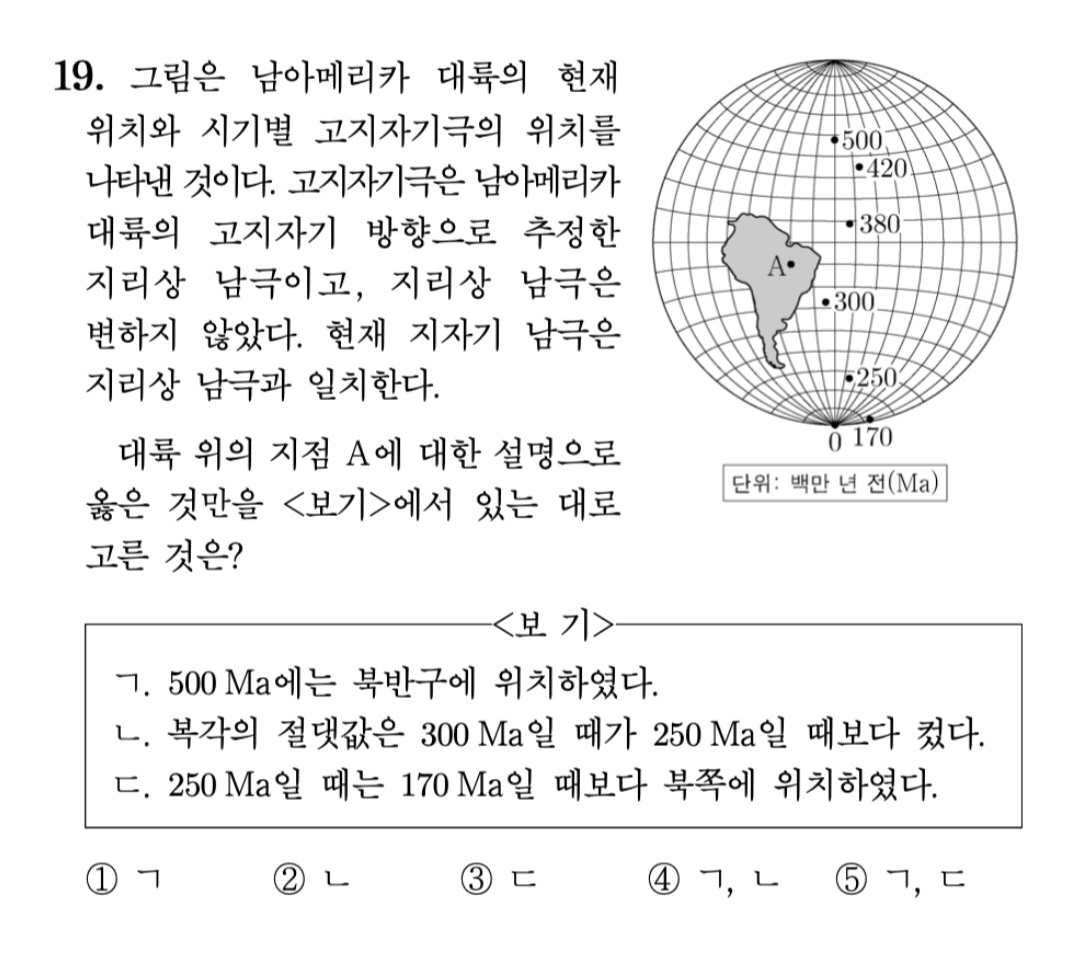 19. 그림은 남아메리카 대륙의 현재
위치와 시기별 고지자기극의 위치를
나타낸 것이다. 고지자기극은 남아메리카
대륙의 고지자기 방향으로 추정한
지리상 남극이고, 지리상 남극은
변하지 않았다. 현재 지자기 남극은
지리상 남극과 일치한다.
대륙 위의 지점 A에 대한 설명으로
옳은 것만을 <보기>에서 있는 대로
고른 것은?
500
420
380
A
300
250
0 170
단위: 백만 년 전(Ma)
<보 기>
ㄱ. 500 Ma에는 북반구에 위치하였다.
ㄴ. 복각의 절댓값은 300 Ma일 때가 250 Ma일 때보다 컸다.
ㄷ. 250 Ma일 때는 170 Ma일 때보다 북쪽에 위치하였다.
① ㄱ ② ㄴ ③ ㄷ ④ ㄱ, ㄴ ⑤ ㄱ, ㄷ